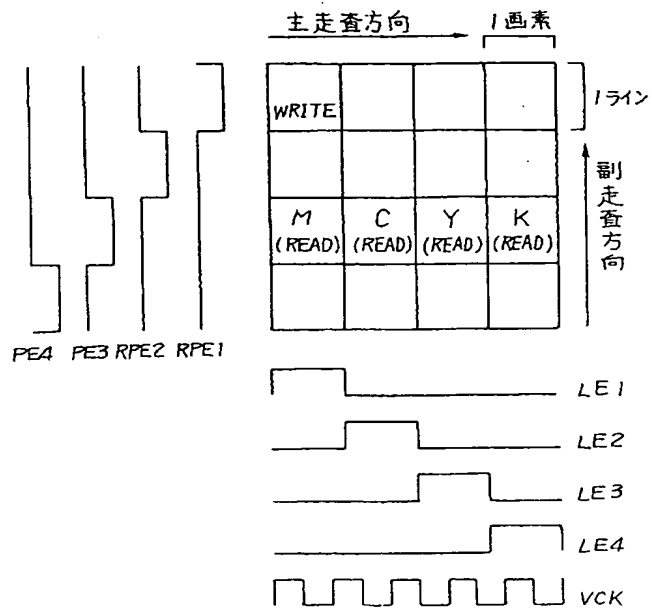 主走査方向
1画素
1ライン
WRITE
副走査方向
M C Y K
(READ) (READ) (READ) (READ)
PE4 PE3 RPE2 RPE1
LE1
LE2
LE3
LE4
VCK